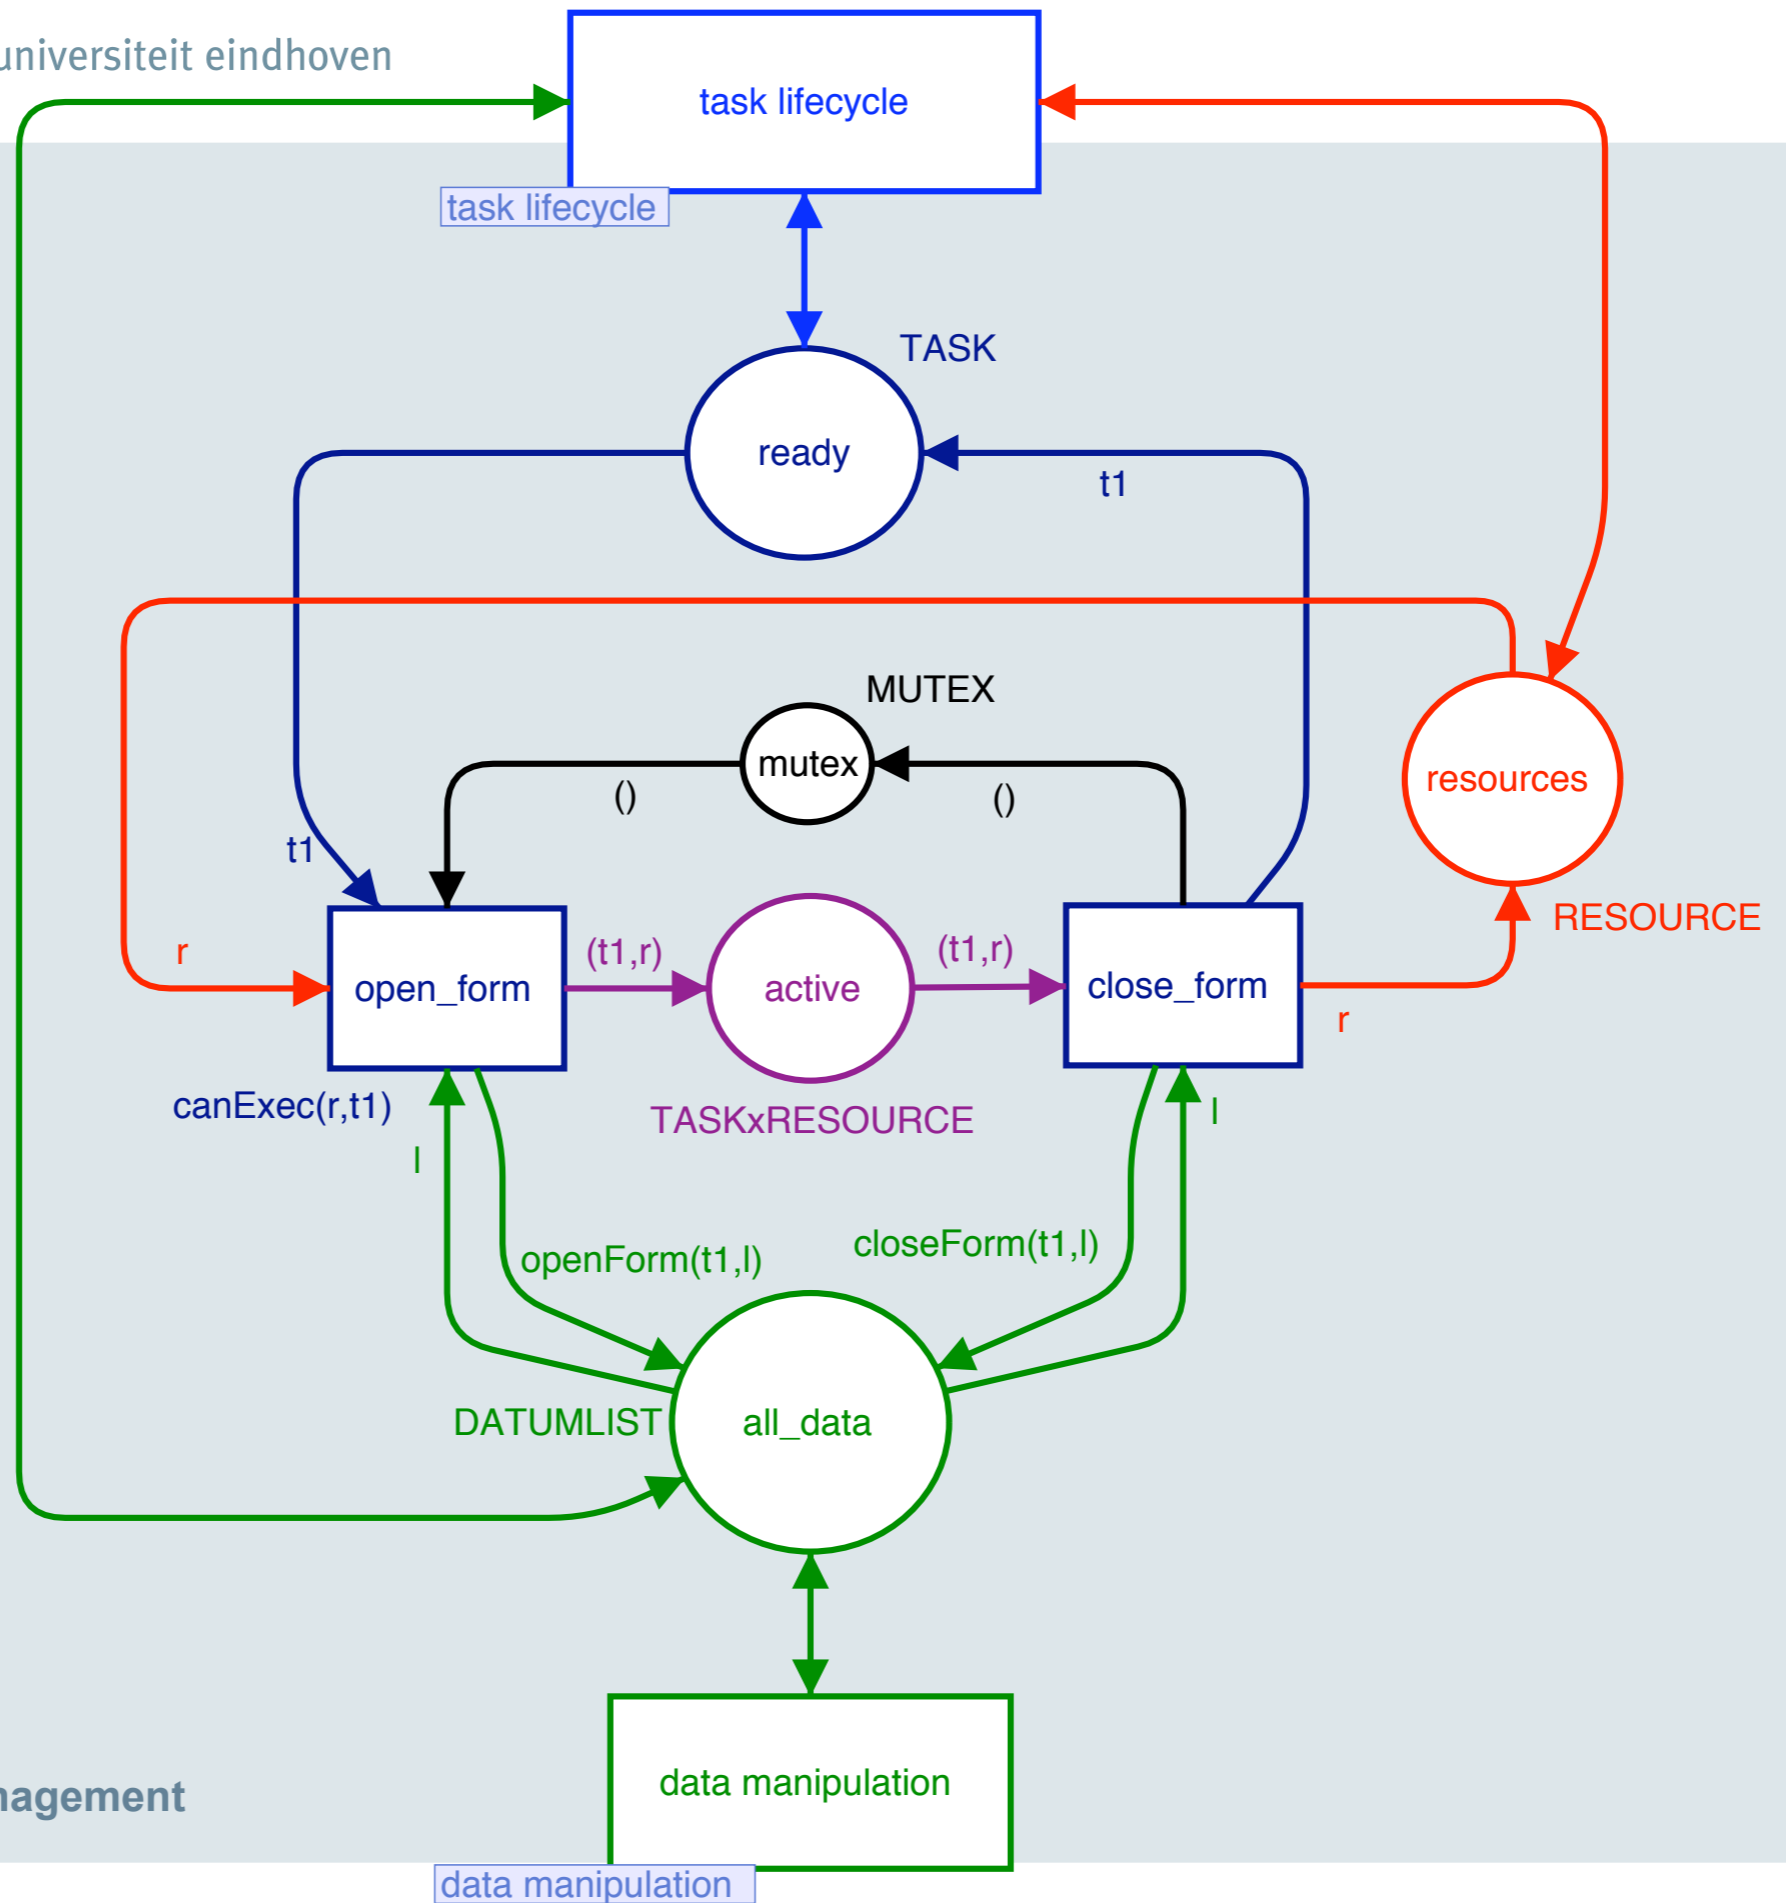 universiteit eindhoven
task lifecycle
task lifecycle
TASK
ready
t1
MUTEX
mutex
()
()
resources
t1
RESOURCE
r
(t1,r)
(t1,r)
open_form
active
close_form
r
canExec(r,t1)
TASKxRESOURCE
l
l
openForm(t1,l)
closeForm(t1,l)
DATUMLIST
all_data
data manipulation
nagement
data manipulation